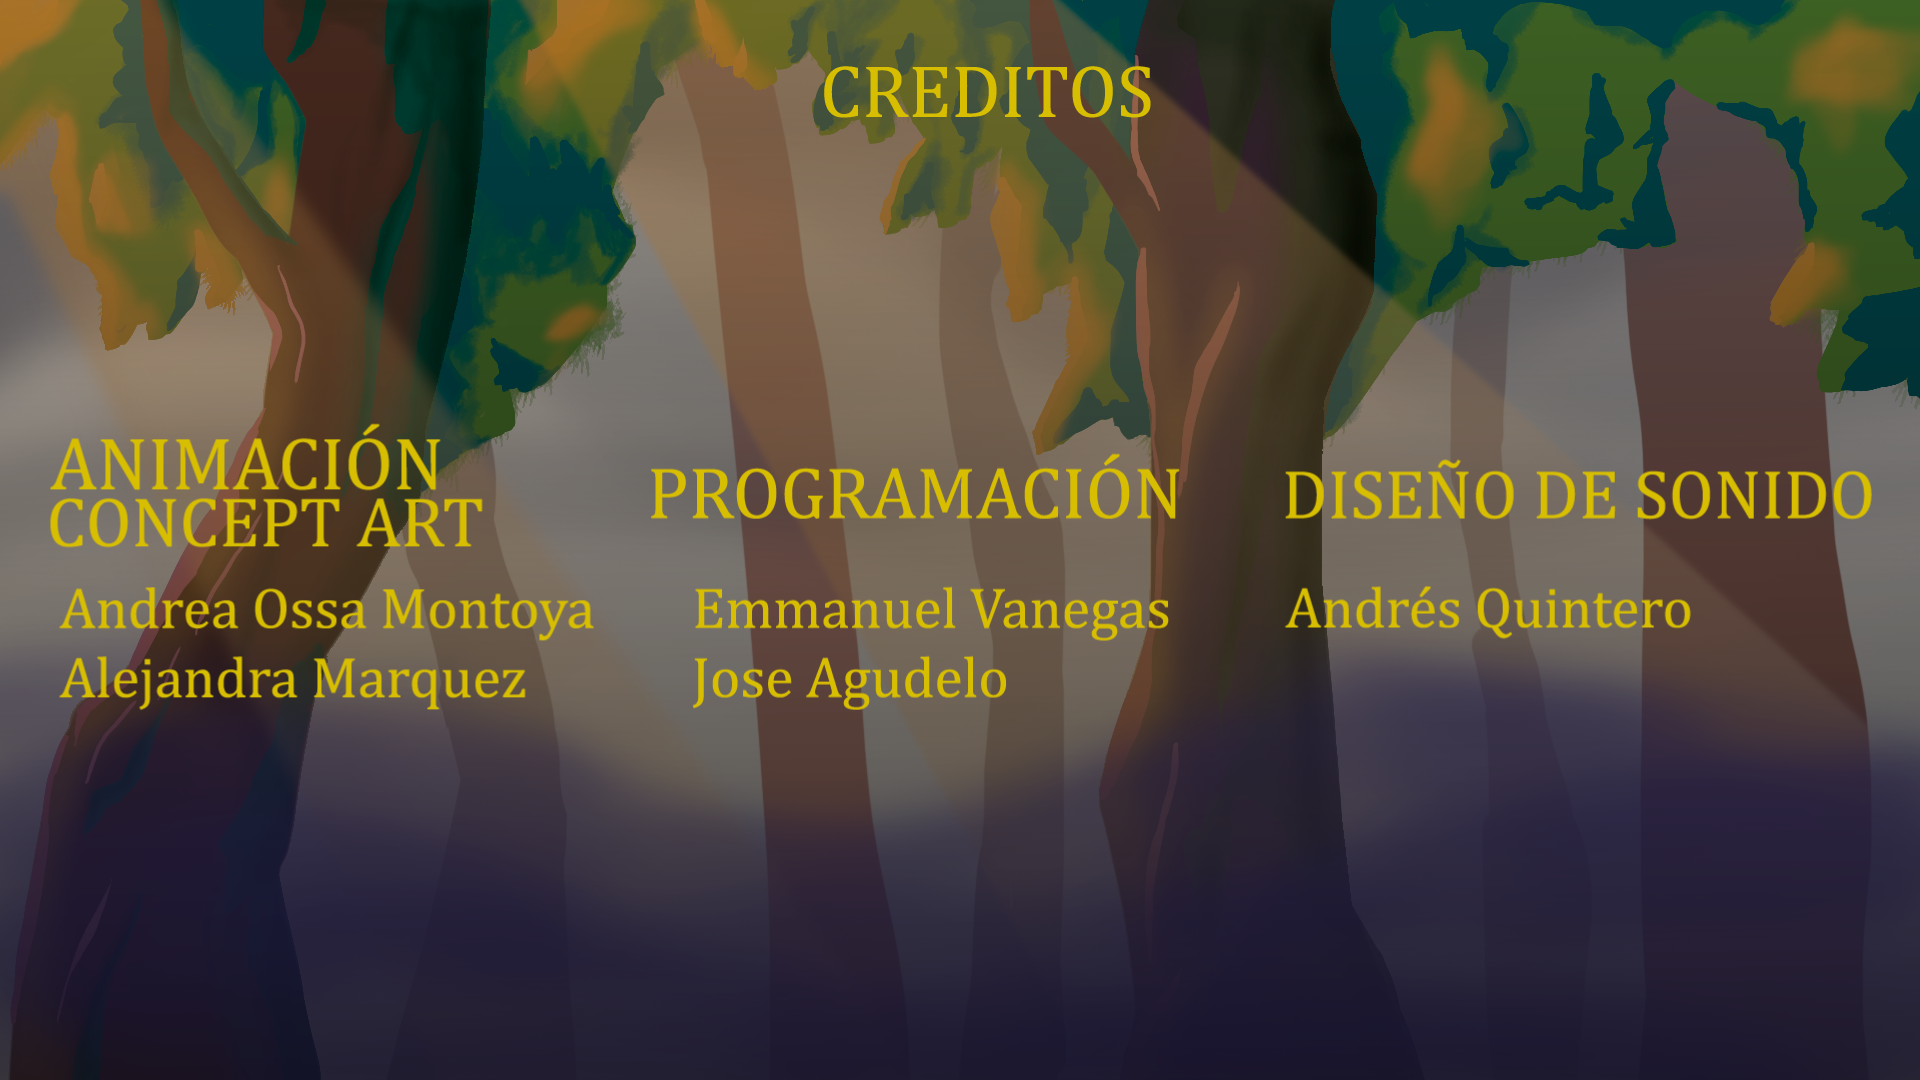 CREDITOS
ANIMACIÓN
CONCEPT ART
Andrea Ossa Montoya
Alejandra Marquez
PROGRAMACIÓN
Emmanuel Vanegas
Jose Agudelo
DISEÑO DE SONIDO
Andrés Quintero